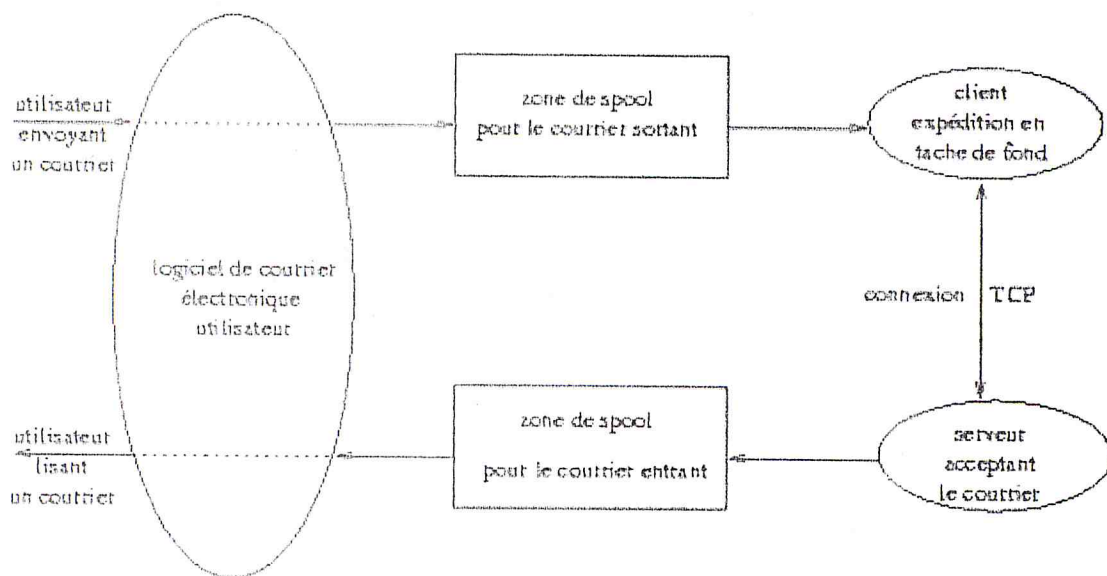 utilisateur
envoyant
un courrier
zone de spool
pour le courrier sortant
client
expédition en
tache de fond
logiciel de courrier
électronique
utilisateur
connexion TCP
utilisateur
lisant
un courrier
zone de spool
pour le courrier entrant
serveur
acceptant
le courrier